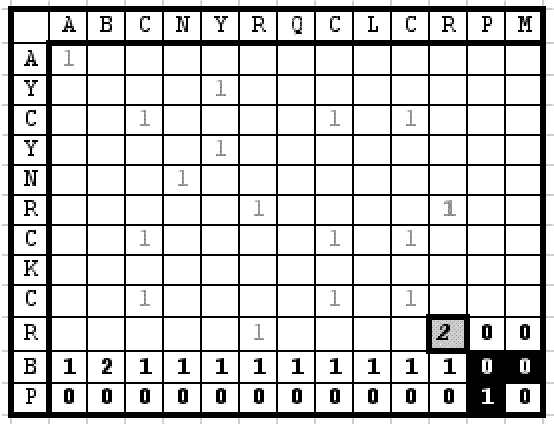 A B C N Y R Q C L C R P M
A 1
Y 1
C 1 1 1
Y 1
N 1
R 1 1
C 1 1 1
K
C 1 1 1
R 1 2 0 0
B 1 2 1 1 1 1 1 1 1 1 1 0 0
P 0 0 0 0 0 0 0 0 0 0 0 1 0